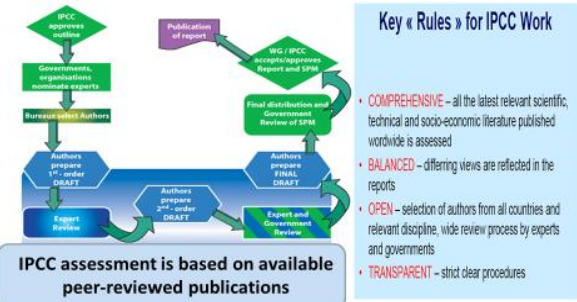 IPCC
approves
outline
Governments,
organisations
nominate experts
Bureaux select Authors
Authors
prepare
1st - order
DRAFT
Expert
Review
Authors
prepare
2nd - order
DRAFT
Expert and
Government
Review
Authors
prepare
FINAL
DRAFT
Final distribution and
Government
Review of SPM
WG / IPCC
accepts/approves
Report and SPM
Publication
of report
IPCC assessment is based on available
peer-reviewed publications
Key « Rules » for IPCC Work
• COMPREHENSIVE – all the latest relevant scientific,
technical and socio-economic literature published
wordwide is assessed
• BALANCED – differing views are reflected in the
reports
• OPEN – selection of authors from all countries and
relevant discipline, wide review process by experts
and governments
• TRANSPARENT – strict clear procedures